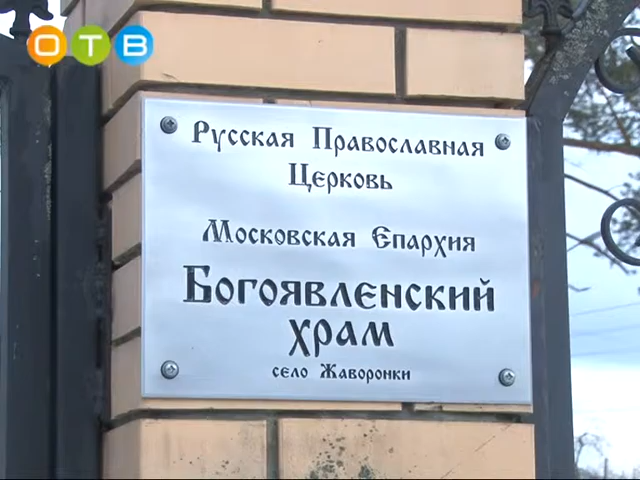 ОТВ
Русская Православная
Церковь
Московская Епархия
Богоявленский
храм
село Жаворонки